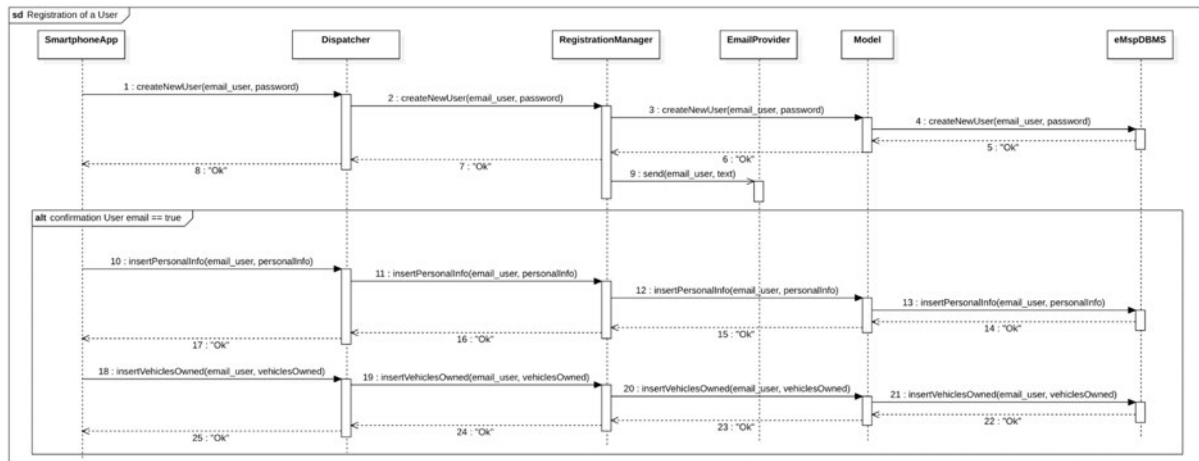 sd Registration of a User
SmartphoneApp
Dispatcher
RegistrationManager
EmailProvider
Model
eMspDBMS
1 : createNewUser(email_user, password)
2 : createNewUser(email_user, password)
3 : createNewUser(email_user, password)
4 : createNewUser(email_user, password)
5 : "Ok"
6 : "Ok"
7 : "Ok"
8 : "Ok"
9 : send(email_user, text)
alt confirmation User email == true
10 : insertPersonalInfo(email_user, personalInfo)
11 : insertPersonalInfo(email_user, personalInfo)
12 : insertPersonalInfo(email_user, personalInfo)
13 : insertPersonalInfo(email_user, personalInfo)
14 : "Ok"
15 : "Ok"
16 : "Ok"
17 : "Ok"
18 : insertVehiclesOwned(email_user, vehiclesOwned)
19 : insertVehiclesOwned(email_user, vehiclesOwned)
20 : insertVehiclesOwned(email_user, vehiclesOwned)
21 : insertVehiclesOwned(email_user, vehiclesOwned)
22 : "Ok"
23 : "Ok"
24 : "Ok"
25 : "Ok"